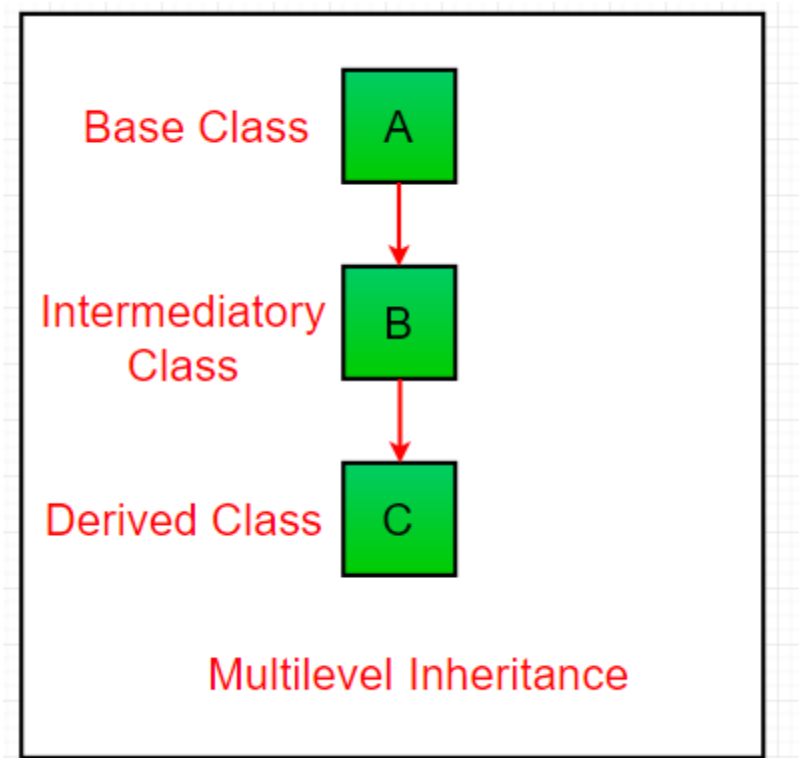 Base Class
A
Intermediatory
Class
B
Derived Class
C
Multilevel Inheritance